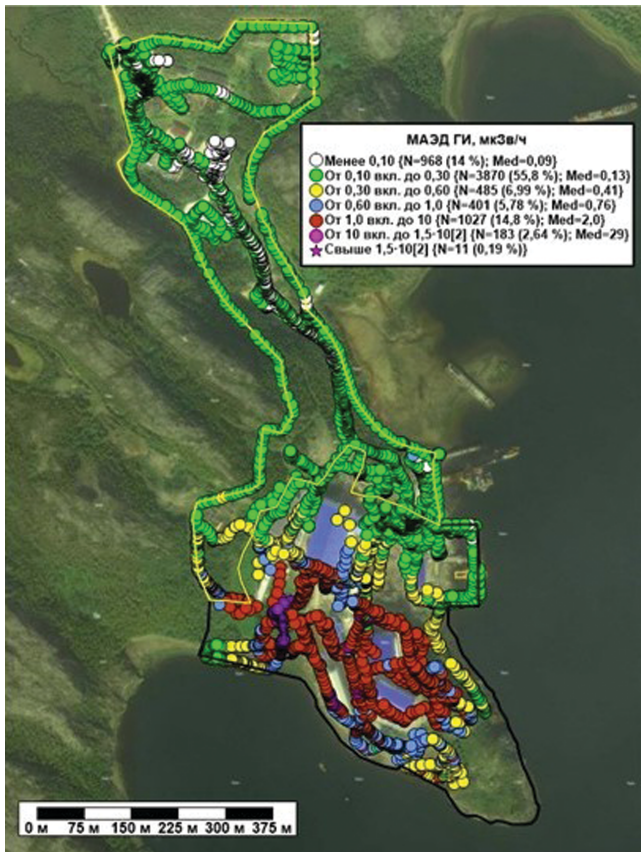 МАЭД ГИ, мкЗв/ч
Менее 0,10 {N=968 (14 %); Med=0,09}
От 0,10 вкл. до 0,30 {N=3870 (55,8 %); Med=0,13}
От 0,30 вкл. до 0,60 {N=485 (6,99 %); Med=0,41}
От 0,60 вкл. до 1,0 {N=401 (5,78 %); Med=0,76}
От 1,0 вкл. до 10 {N=1027 (14,8 %); Med=2,0}
От 10 вкл. до 1,5·10[2] {N=183 (2,64 %); Med=29}
Свыше 1,5·10[2] {N=11 (0,19 %)}
0 м 75 м 150 м 225 м 300 м 375 м